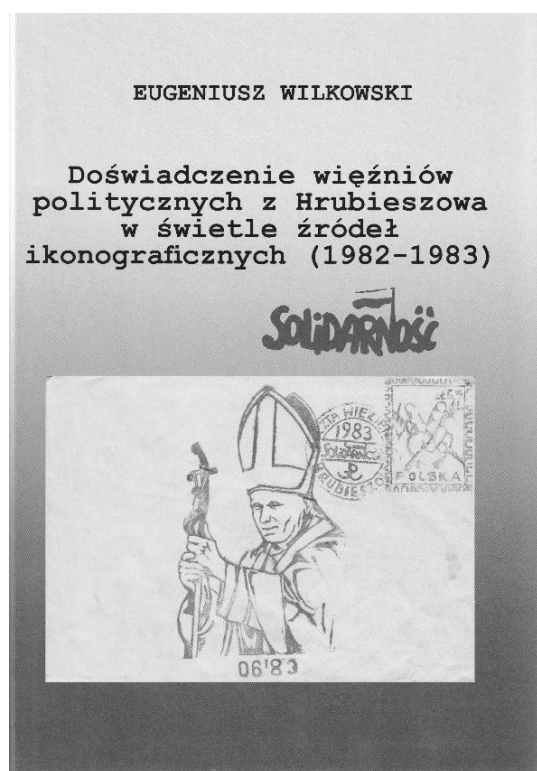 EUGENIUSZ WILKOWSKI
Doświadczenie więźniów
politycznych z Hrubieszowa
w świetle źródeł
ikonograficznych (1982-1983)
SOLIDARNOŚĆ
1983
SOLIDARNOŚĆ
POLSKA
06'83